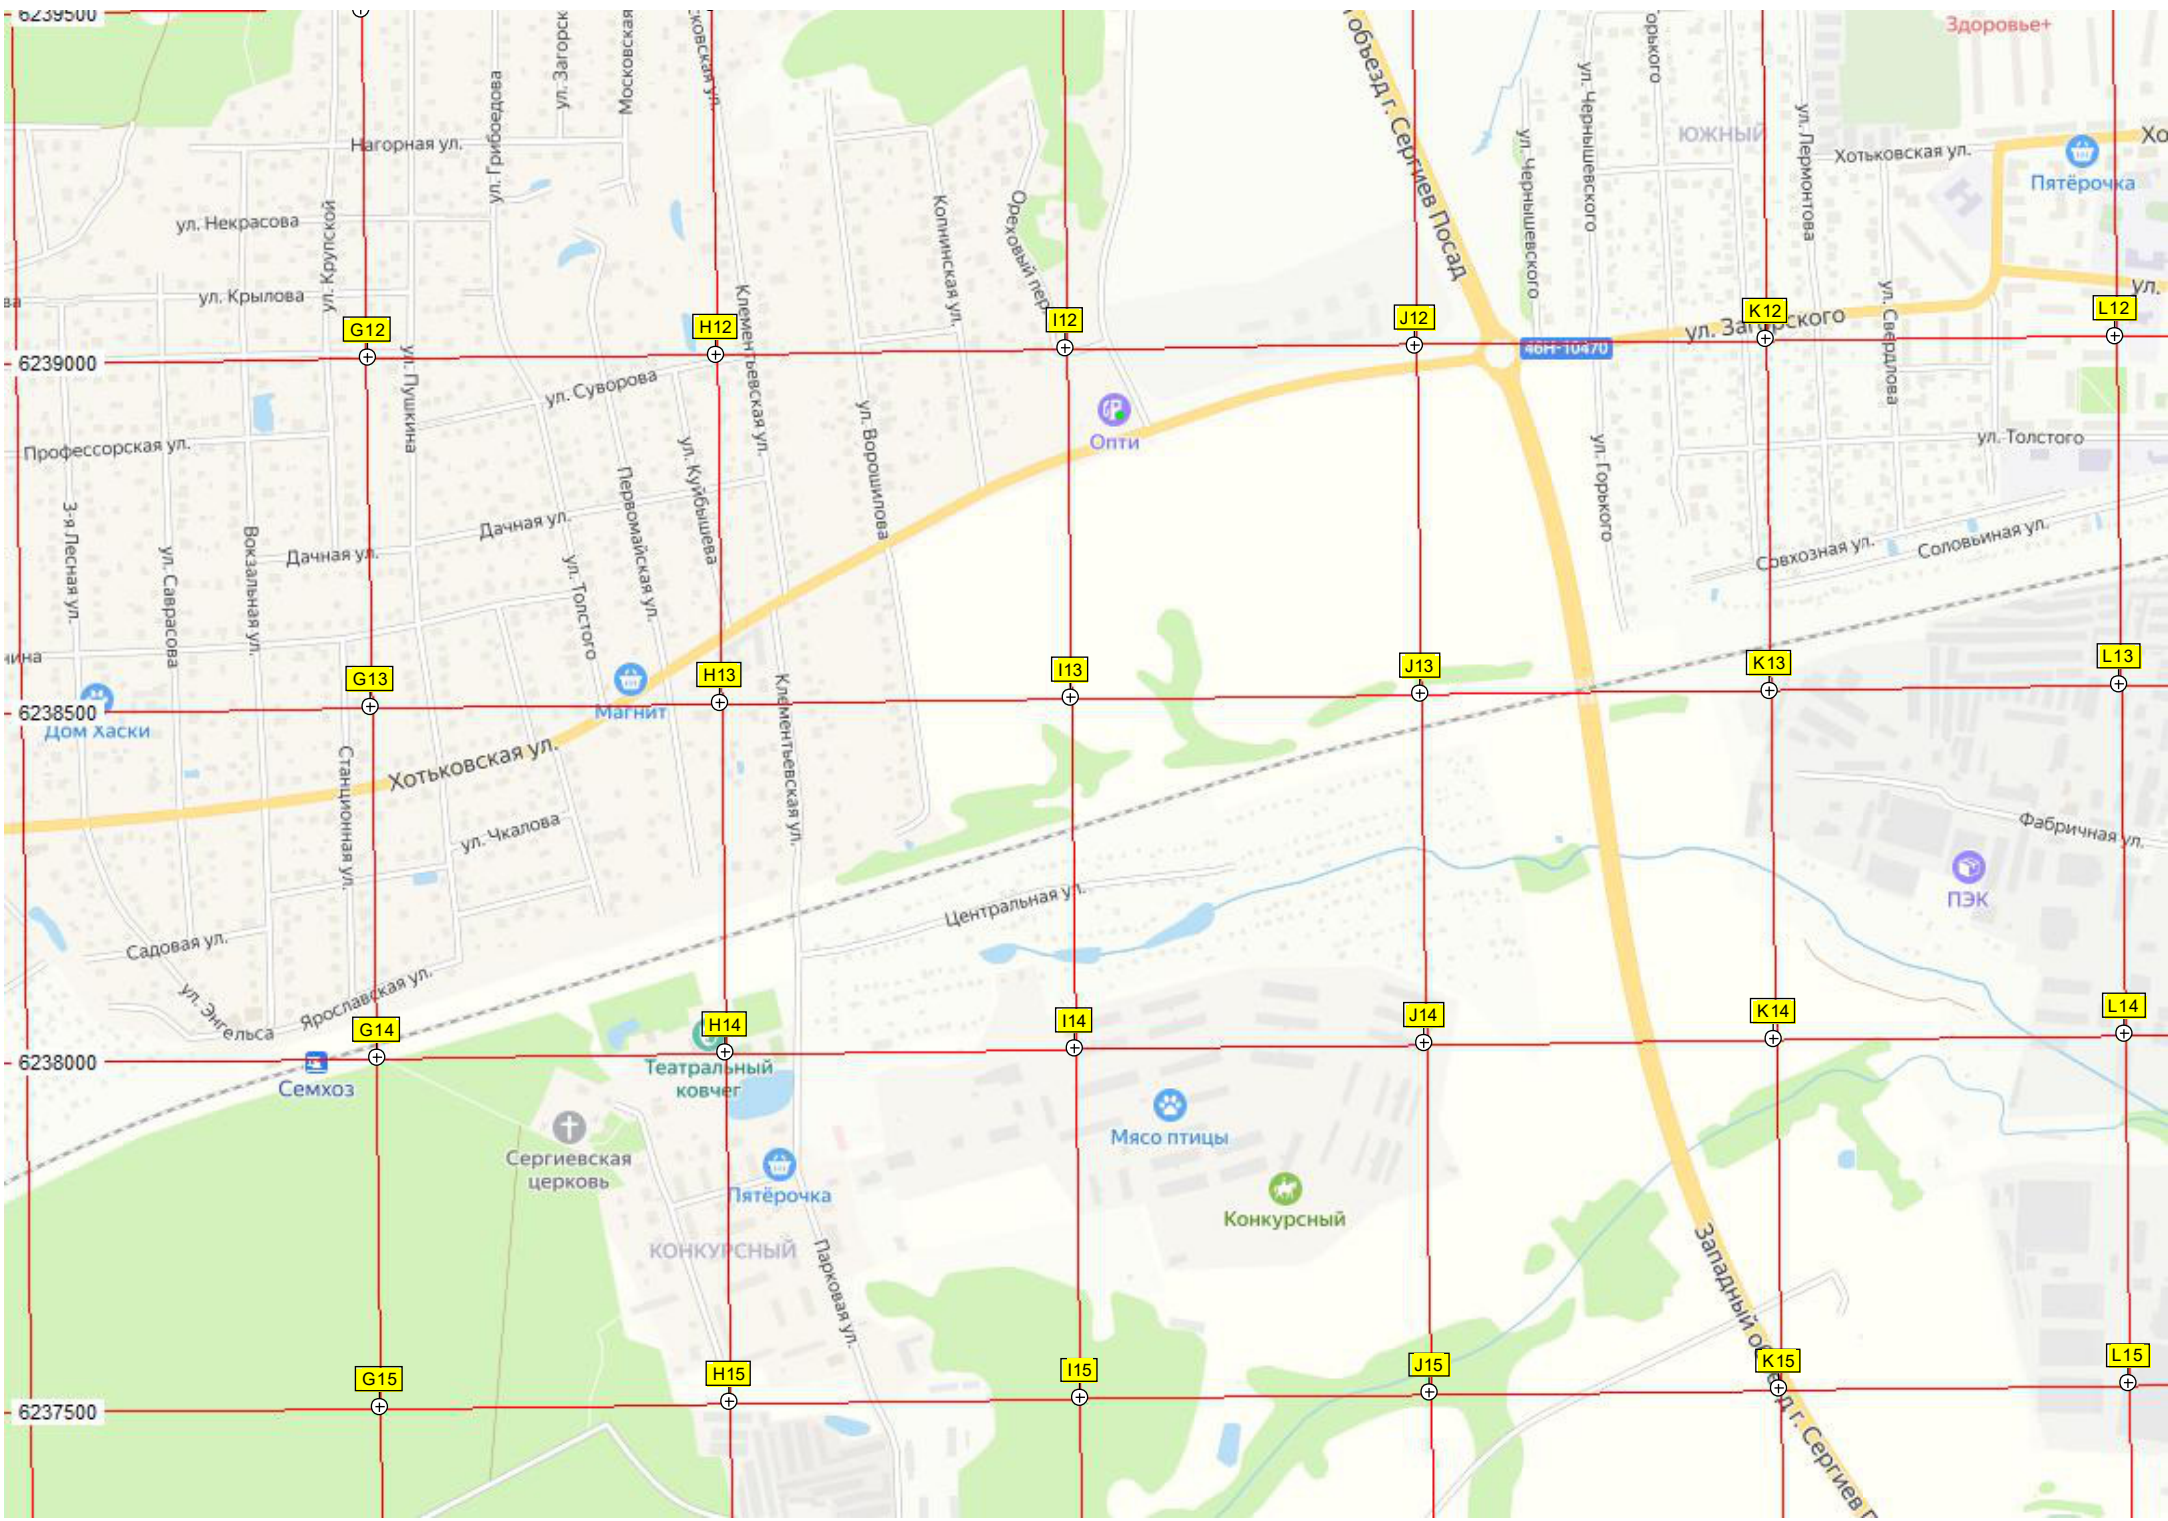 6239500
Здоровье+
ул. Загорск
Московская
объезд г. Сергиев Посад
орького
ул. Чернышевского
ул. Чернышевского
ЮЖНЫЙ
ул. Лермонтова
Хотьковская ул.
Хо
Пятёрочка
Нагорная ул.
ул. Грибоедова
ул. Некрасова
ул. Крупской
ул. Крылова
ва
Копнинская ул.
Ореховый пер.
Клементьевская ул.
G12
H12
I12
J12
K12
L12
ул.
ул. Загорского
46Н-10470
ул. Свердлова
6239000
ул. Пушкина
ул. Суворова
Опти
Профессорская ул.
ул. Куйбышева
ул. Ворошилова
ул. Горького
ул. Толстого
3-я Лесная ул.
ул. Саврасова
Вокзальная ул.
Дачная ул.
Дачная ул.
Первомайская ул.
ул. Толстого
Совхозная ул.
Соловьиная ул.
нина
G13
H13
I13
J13
K13
L13
6238500
Дом Хаски
Магнит
Хотьковская ул.
Станционная ул.
Клементьевская ул.
ул. Чкалова
Фабричная ул.
ПЭК
Центральная ул.
Садовая ул.
ул. Энгельса
Ярославская ул.
G14
H14
I14
J14
K14
L14
6238000
Семхоз
Театральный
ковчег
Мясо птицы
Сергиевская
церковь
Пятёрочка
Конкурсный
КОНКУРСНЫЙ
Парковая ул.
Западный объезд г. Сергиев П
G15
H15
I15
J15
K15
L15
6237500